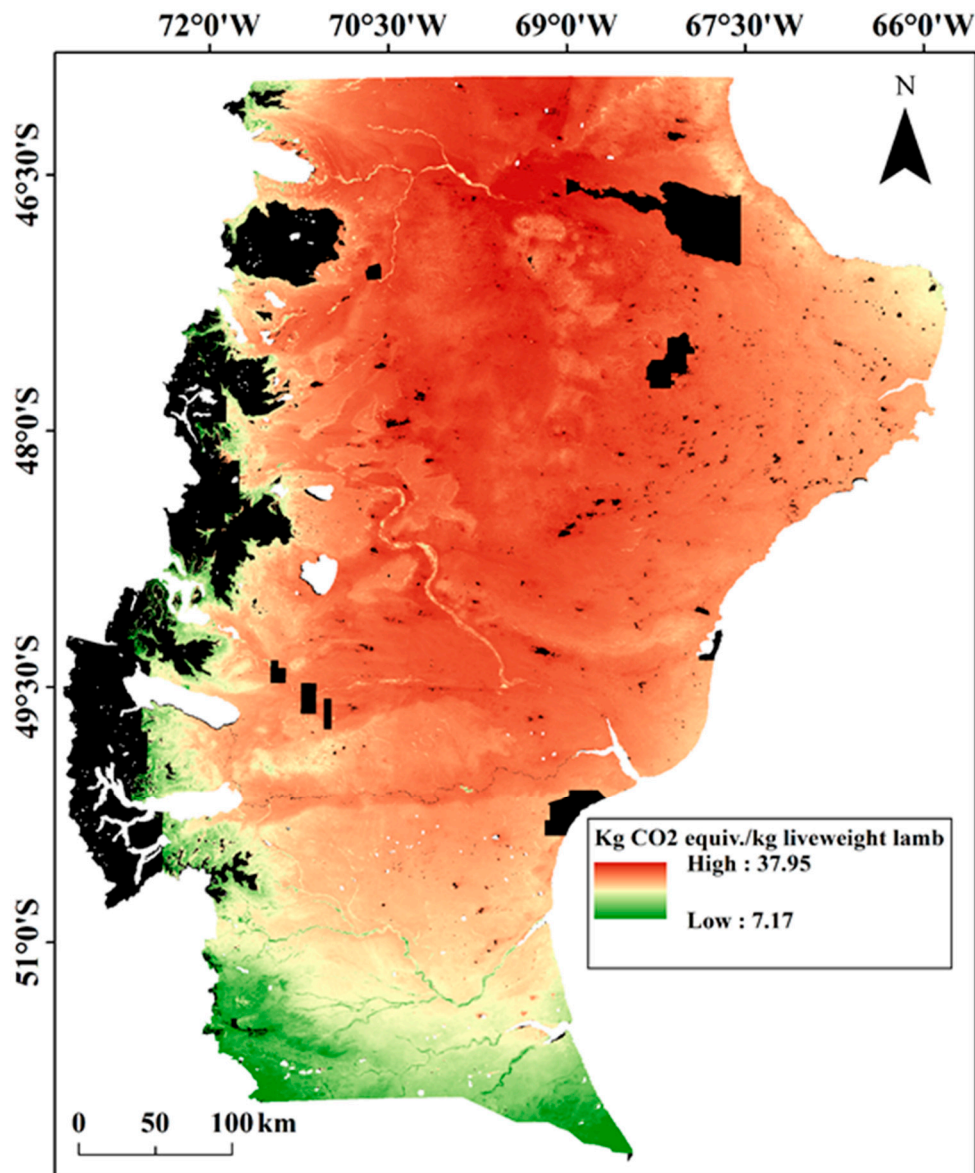 72°0'W 70°30'W 69°0'W 67°30'W 66°0'W
N
46°30'S
48°0'S
49°30'S
51°0'S
Kg CO2 equiv./kg liveweight lamb
High : 37.95
Low : 7.17
0 50 100 km